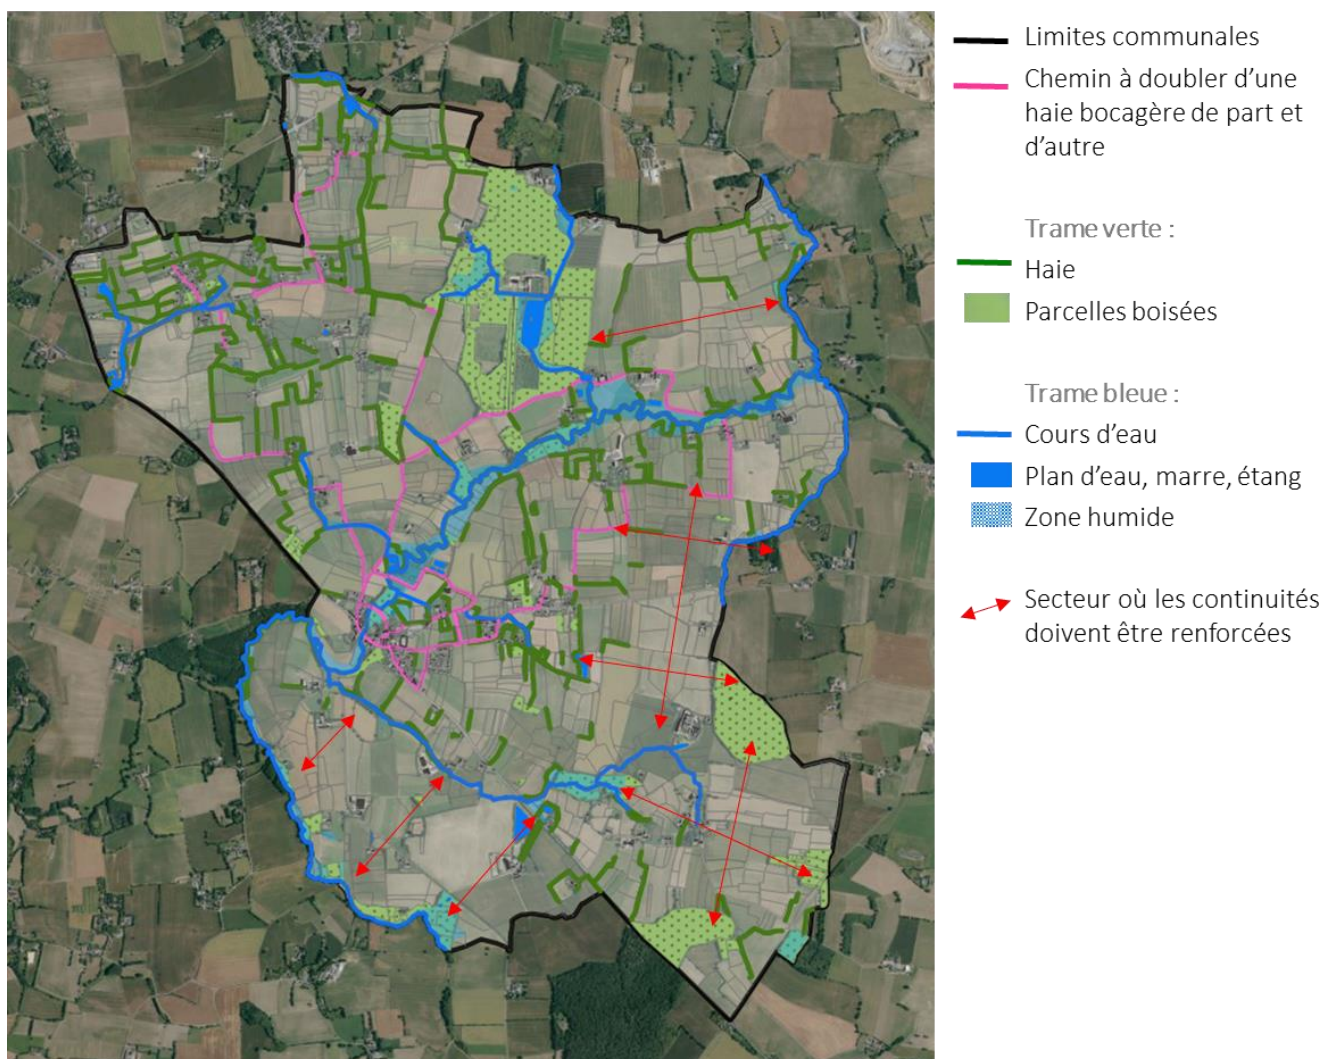 Limites communales
Chemin à doubler d'une
haie bocagère de part et
d'autre
Trame verte :
Haie
Parcelles boisées
Trame bleue :
Cours d'eau
Plan d'eau, marre, étang
Zone humide
Secteur où les continuités
doivent être renforcées